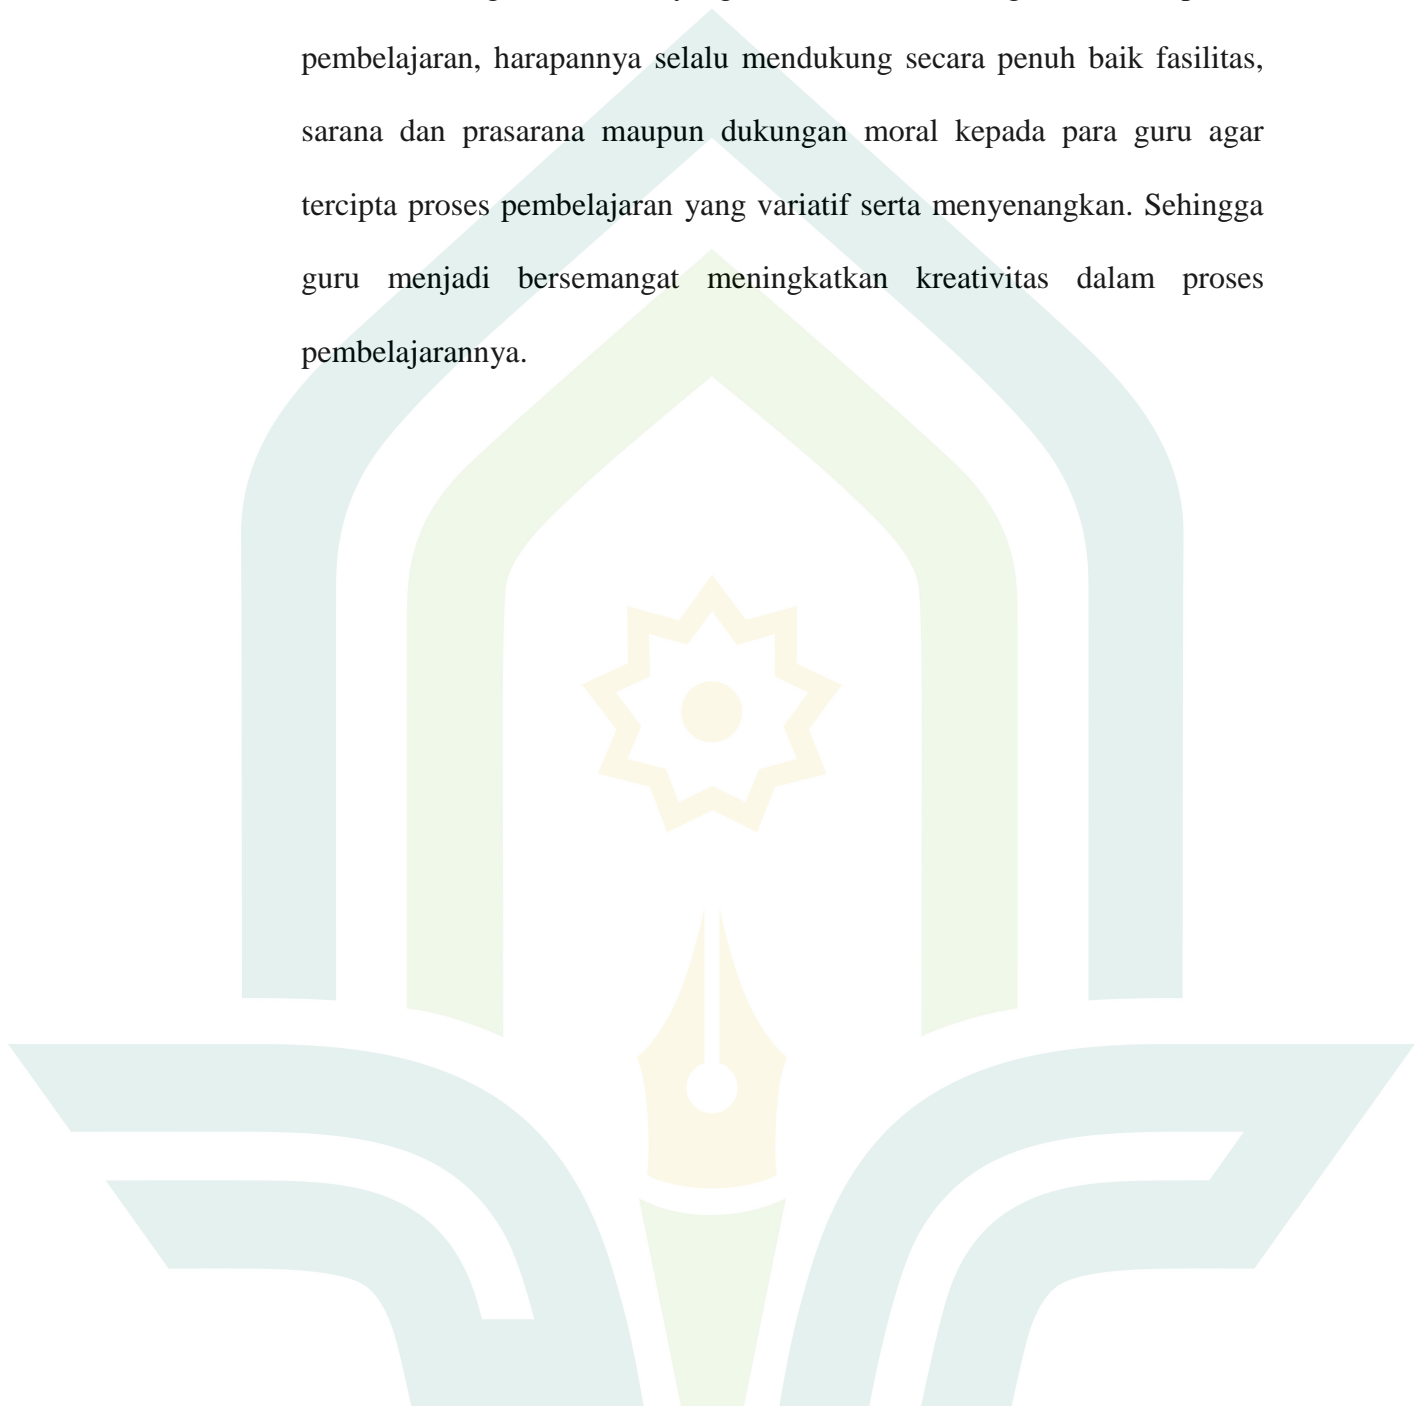 pembelajaran, harapannya selalu mendukung secara penuh baik fasilitas,
sarana dan prasarana maupun dukungan moral kepada para guru agar
tercipta proses pembelajaran yang variatif serta menyenangkan. Sehingga
guru menjadi bersemangat meningkatkan kreativitas dalam proses
pembelajarannya.